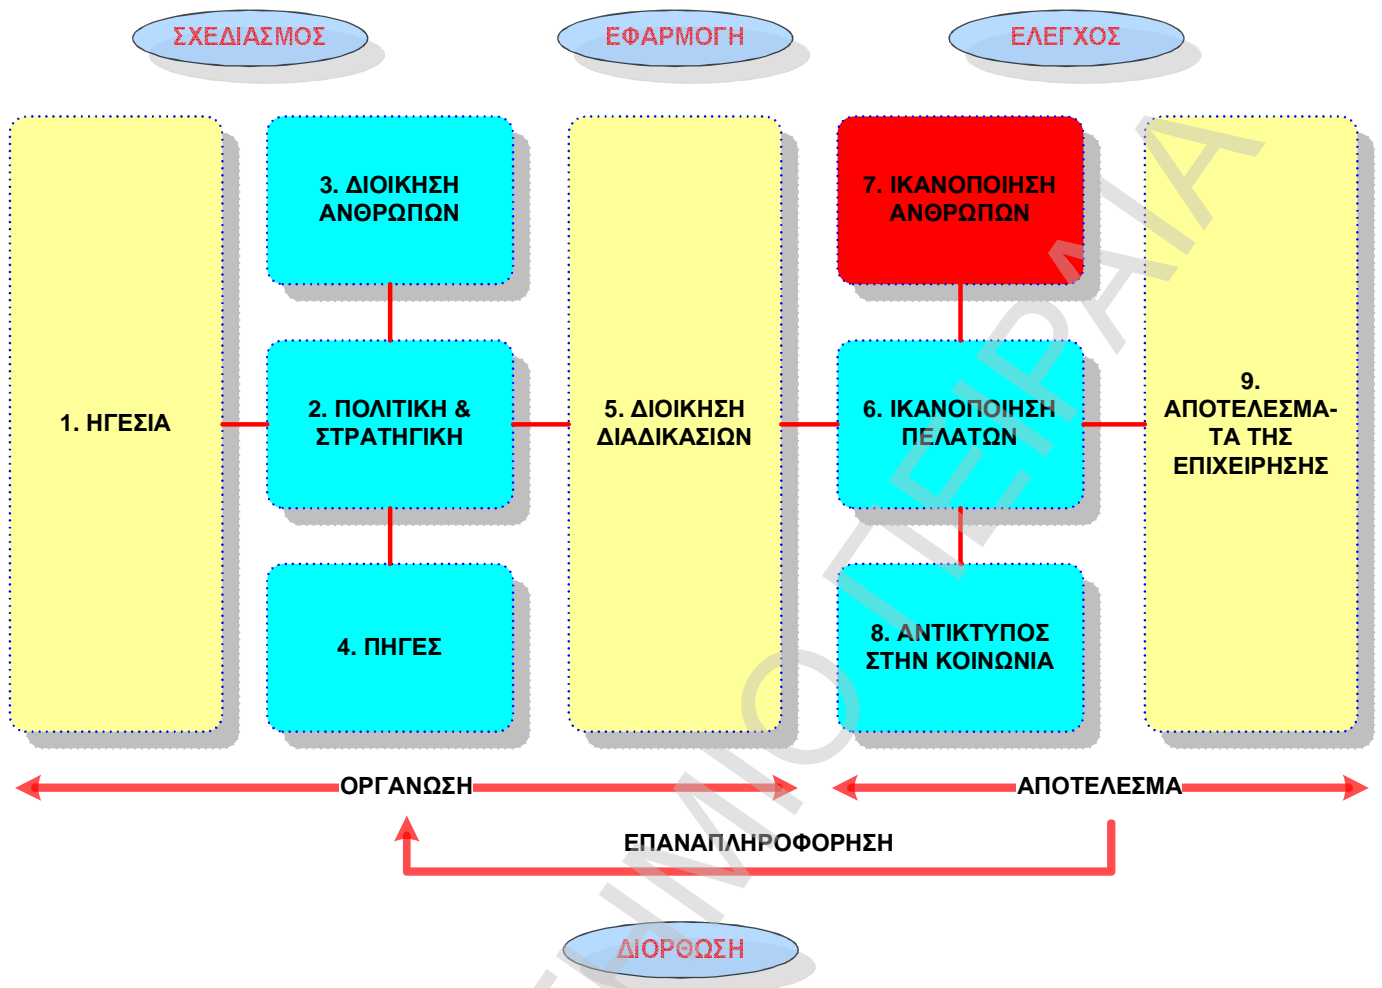 ΣΧΕΔΙΑΣΜΟΣ
ΕΦΑΡΜΟΓΗ
ΕΛΕΓΧΟΣ
1. ΗΓΕΣΙΑ
3. ΔΙΟΙΚΗΣΗ
ΑΝΘΡΩΠΩΝ
2. ΠΟΛΙΤΙΚΗ &
ΣΤΡΑΤΗΓΙΚΗ
4. ΠΗΓΕΣ
5. ΔΙΟΙΚΗΣΗ
ΔΙΑΔΙΚΑΣΙΩΝ
7. ΙΚΑΝΟΠΟΙΗΣΗ
ΑΝΘΡΩΠΩΝ
6. ΙΚΑΝΟΠΟΙΗΣΗ
ΠΕΛΑΤΩΝ
8. ΑΝΤΙΚΤΥΠΟΣ
ΣΤΗΝ ΚΟΙΝΩΝΙΑ
9.
ΑΠΟΤΕΛΕΣΜΑ-
ΤΑ ΤΗΣ
ΕΠΙΧΕΙΡΗΣΗΣ
ΟΡΓΑΝΩΣΗ
ΑΠΟΤΕΛΕΣΜΑ
ΕΠΑΝΑΠΛΗΡΟΦΟΡΗΣΗ
ΔΙΟΡΘΩΣΗ
ΠΕΙΡΑΙΑ